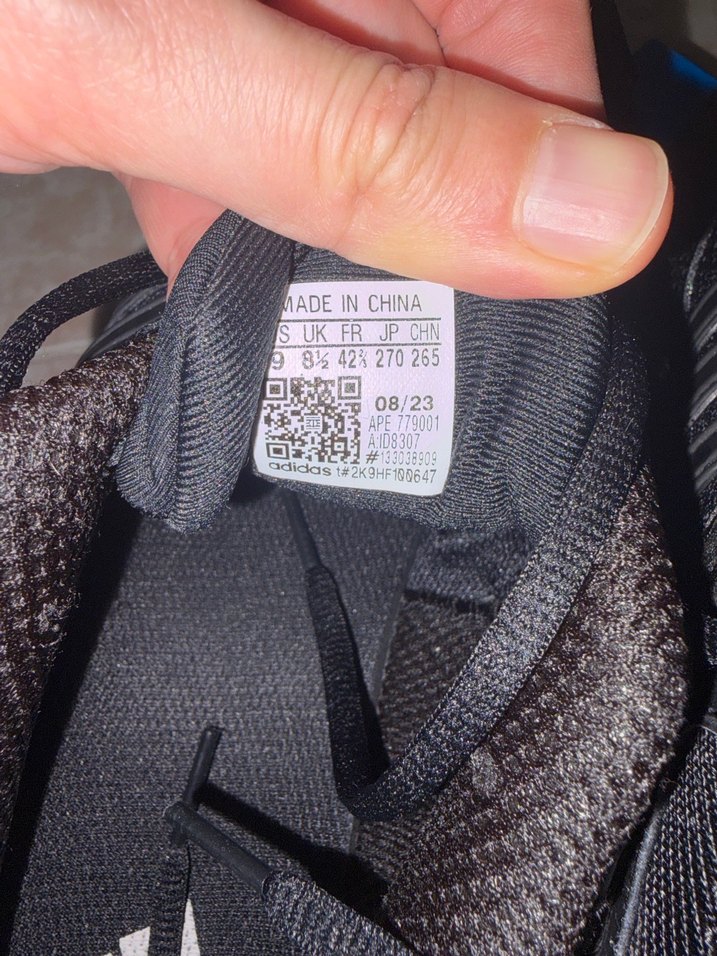 MADE IN CHINA
S UK FR JP CHN
9 8½ 42⅔ 270 265
08/23
APE 779001
A:ID8307
#133038909
adidas t#2K9HF100647